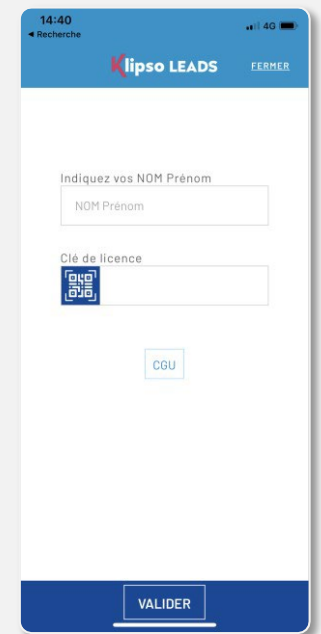 14:40
4G
◄ Recherche
Klipso LEADS
FERMER
Indiquez vos NOM Prénom
NOM Prénom
Clé de licence
CGU
VALIDER